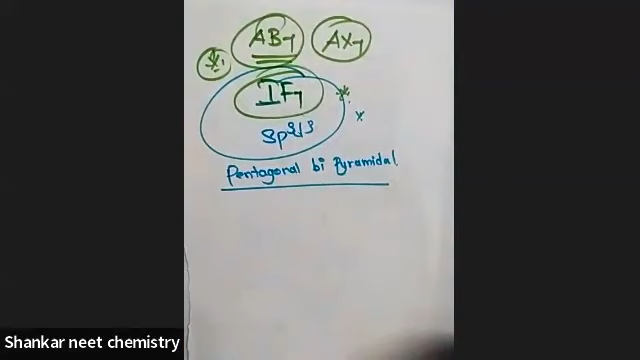 AB7 AX7
IF7
Sp3d3
Pentagonal bi Pyramidal.
Shankar neet chemistry